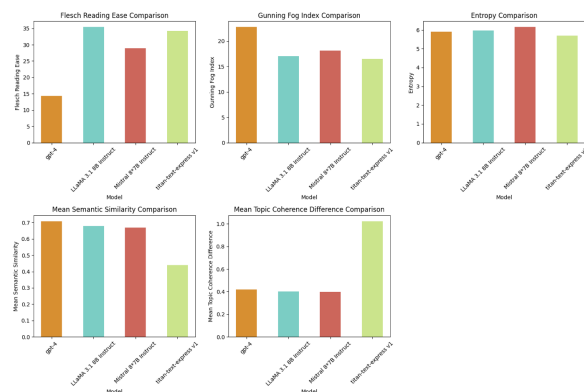 Flesch Reading Ease Comparison
Flesch Reading Ease
35
30
25
20
15
10
5
0
gpt-4
LLaMA 3.1 8B Instruct
Mistral 8*7B Instruct
titan-text-express v1
Model
Gunning Fog Index Comparison
Gunning Fog Index
20
15
10
5
0
gpt-4
LLaMA 3.1 8B Instruct
Mistral 8*7B Instruct
titan-text-express v1
Model
Entropy Comparison
Entropy
6
5
4
3
2
1
0
gpt-4
LLaMA 3.1 8B Instruct
Mistral 8*7B Instruct
titan-text-express v1
Model
Mean Semantic Similarity Comparison
Mean Semantic Similarity
0.7
0.6
0.5
0.4
0.3
0.2
0.1
0.0
gpt-4
LLaMA 3.1 8B Instruct
Mistral 8*7B Instruct
titan-text-express v1
Model
Mean Topic Coherence Difference Comparison
Mean Topic Coherence Difference
1.0
0.8
0.6
0.4
0.2
0.0
gpt-4
LLaMA 3.1 8B Instruct
Mistral 8*7B Instruct
titan-text-express v1
Model